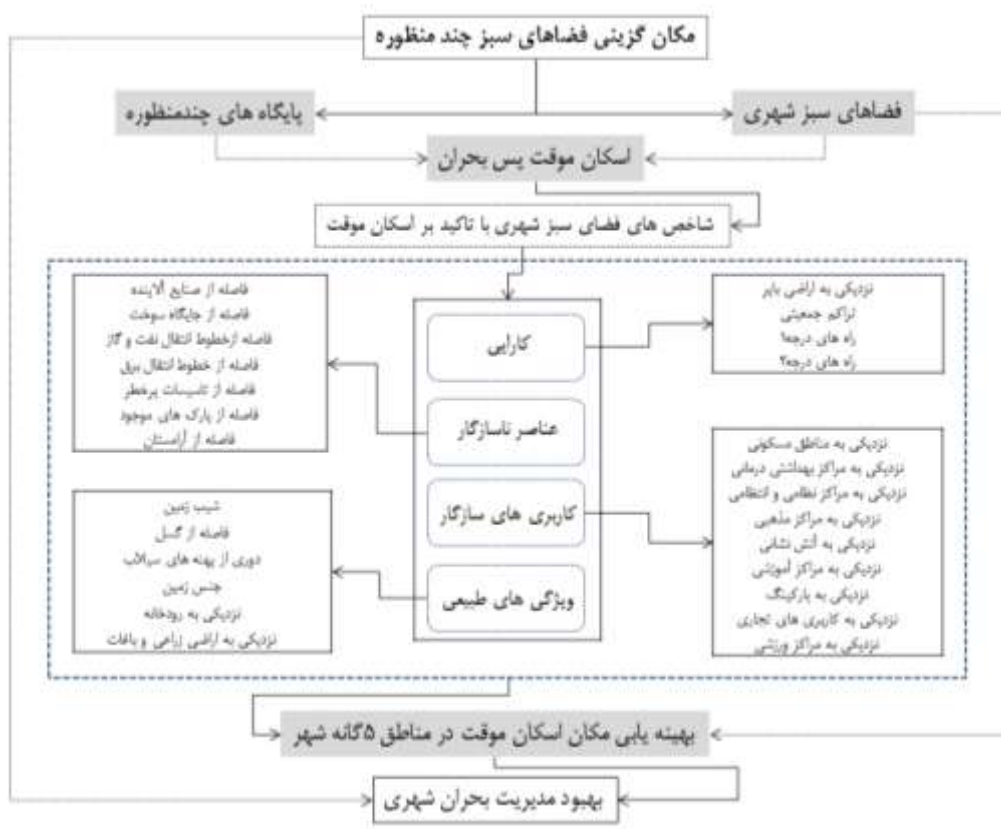 مکان گزینی فضاهای سبز چند منظوره
فضاهای سبز شهری
پایگاه های چندمنظوره
اسکان موقت پس بحران
شاخص های فضای سبز شهری با تاکید بر اسکان موقت
کارایی
عناصر ناسازگار
کاربری های سازگار
ویژگی های طبیعی
نزدیکی به اراضی بایر
تراکم جمعیتی
راه های درجه۱
راه های درجه۲
فاصله از صنایع آلاینده
فاصله از جایگاه سوخت
فاصله ازخطوط انتقال نفت و گاز
فاصله از خطوط انتقال برق
فاصله از تاسیسات پرخطر
فاصله از پارک های موجود
فاصله از آرامستان
نزدیکی به مناطق مسکونی
نزدیکی به مراکز بهداشتی درمانی
نزدیکی به مراکز نظامی و انتظامی
نزدیکی به مراکز مذهبی
نزدیکی به آتش نشانی
نزدیکی به مراکز آموزشی
نزدیکی به پارکینگ
نزدیکی به کاربری های تجاری
نزدیکی به مراکز ورزشی
شیب زمین
فاصله از گسل
دوری از پهنه های سیلاب
جنس زمین
نزدیکی به رودخانه
نزدیکی به اراضی زراعی و باغات
بهینه یابی مکان اسکان موقت در مناطق ۵گانه شهر
بهبود مدیریت بحران شهری